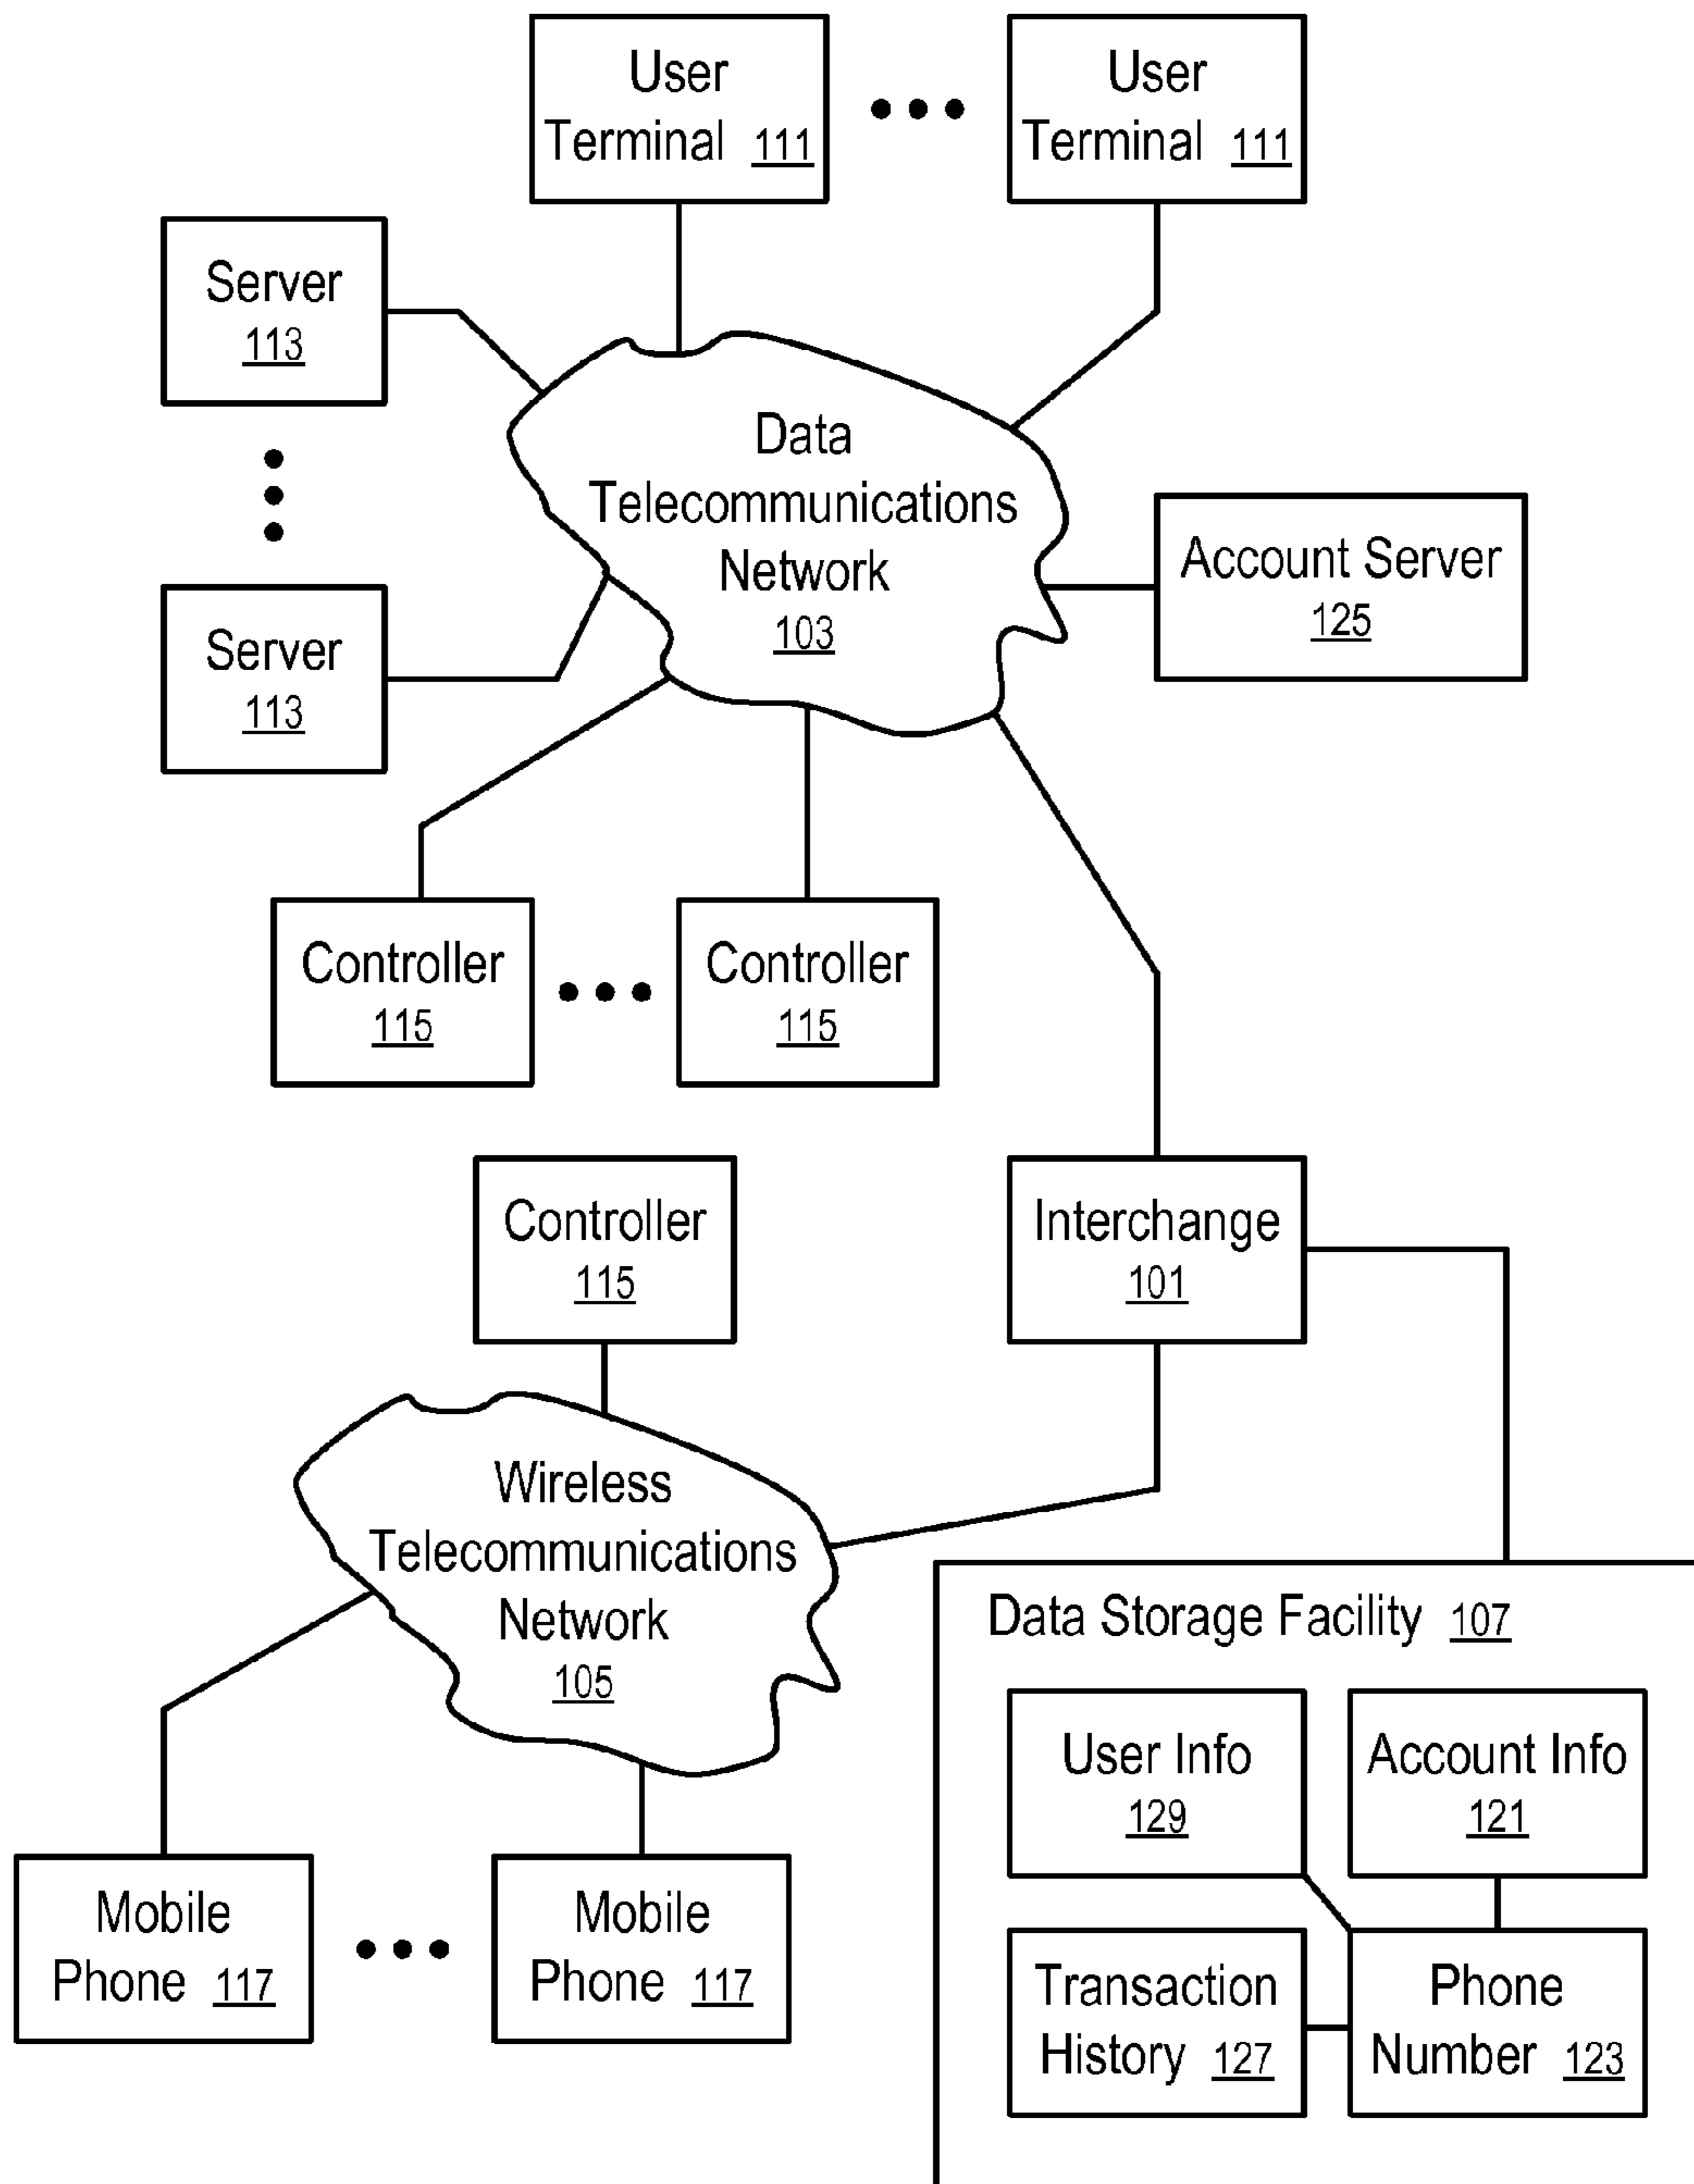 User
Terminal 111
User
Terminal 111
Server
113
Data
Telecommunications
Network
103
Account Server
125
Server
113
Controller
115
Controller
115
Controller
115
Interchange
101
Wireless
Telecommunications
Network
105
Data Storage Facility 107
User Info
129
Account Info
121
Mobile
Phone 117
Mobile
Phone 117
Transaction
History 127
Phone
Number 123